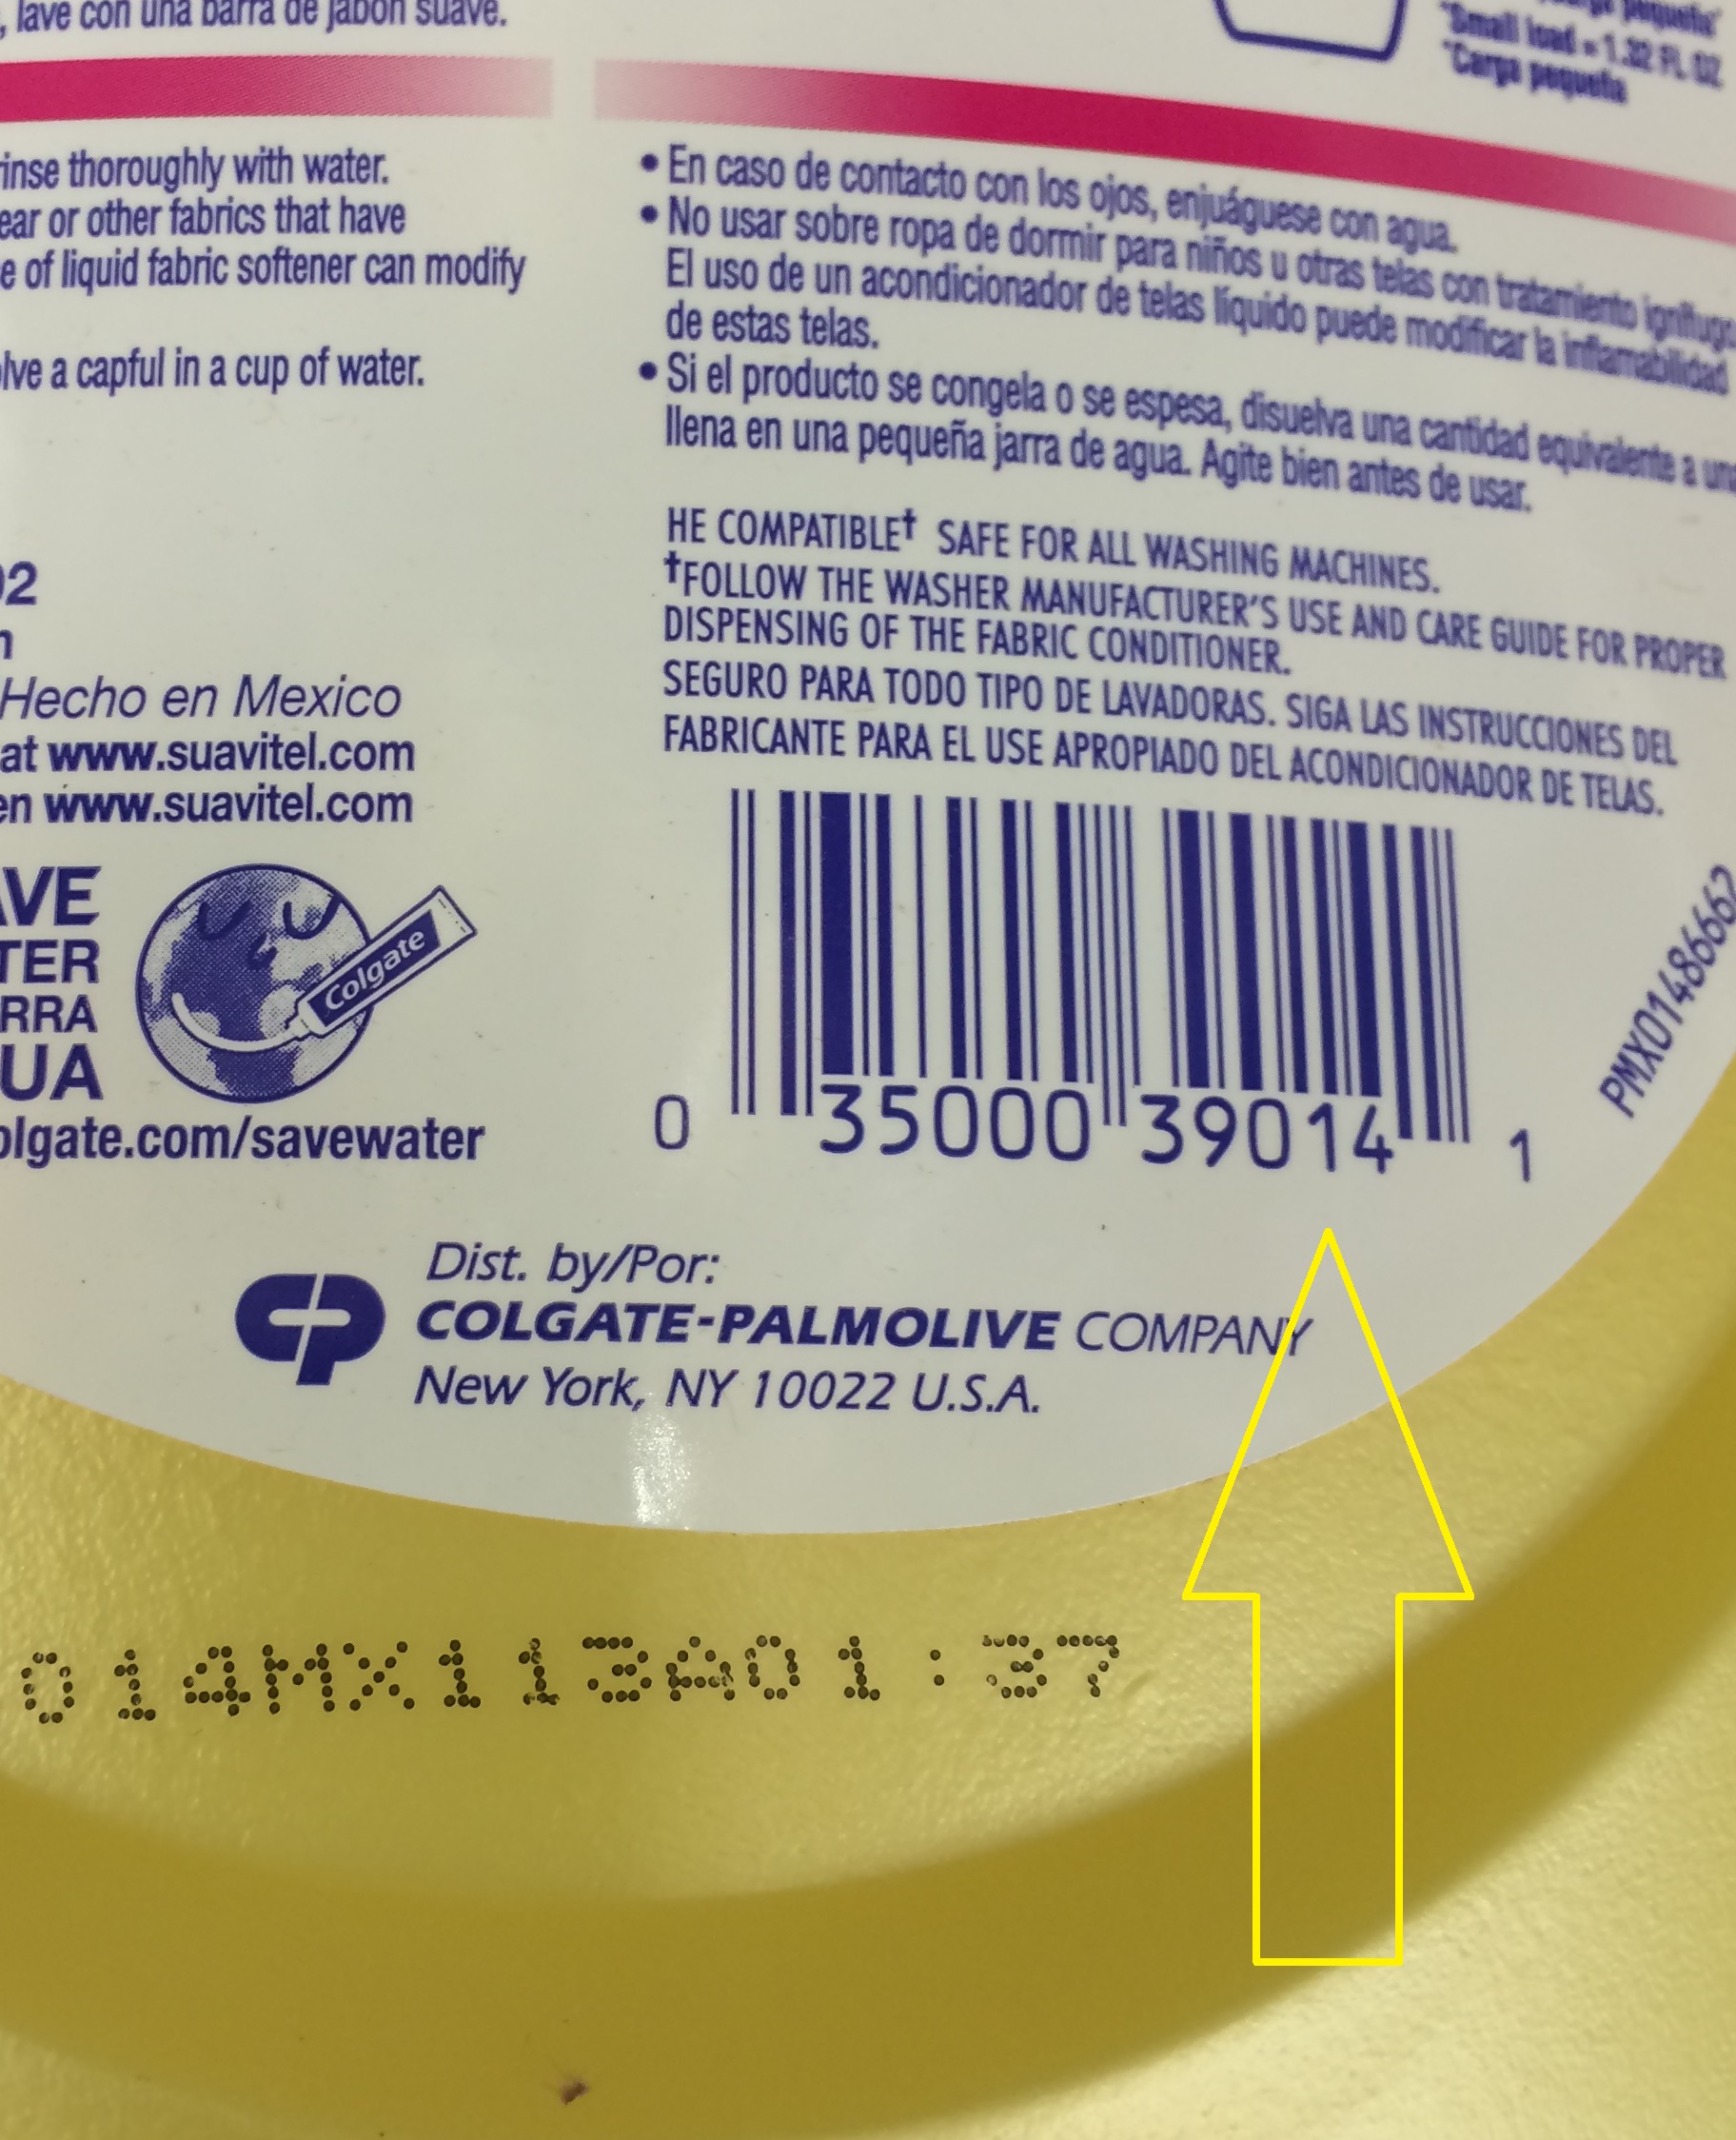 , lave con una barra de jabón suave.
*Small load = 1.32 FL OZ
*Carga pequeña
rinse thoroughly with water.
ear or other fabrics that have
e of liquid fabric softener can modify
lve a capful in a cup of water.
02
n
Hecho en Mexico
at www.suavitel.com
en www.suavitel.com
AVE
TER
RRA
UA
Colgate
olgate.com/savewater
• En caso de contacto con los ojos, enjuáguese con agua.
• No usar sobre ropa de dormir para niños u otras telas con tratamiento ignífugo
El uso de un acondicionador de telas líquido puede modificar la inflamabilidad
de estas telas.
• Si el producto se congela o se espesa, disuelva una cantidad equivalente a una
llena en una pequeña jarra de agua. Agite bien antes de usar.
HE COMPATIBLE† SAFE FOR ALL WASHING MACHINES.
†FOLLOW THE WASHER MANUFACTURER'S USE AND CARE GUIDE FOR PROPER
DISPENSING OF THE FABRIC CONDITIONER.
SEGURO PARA TODO TIPO DE LAVADORAS. SIGA LAS INSTRUCCIONES DEL
FABRICANTE PARA EL USE APROPIADO DEL ACONDICIONADOR DE TELAS.
0 35000 39014 1
PMX01486662
Dist. by/Por:
CP COLGATE-PALMOLIVE COMPANY
New York, NY 10022 U.S.A.
014MX113A01:37